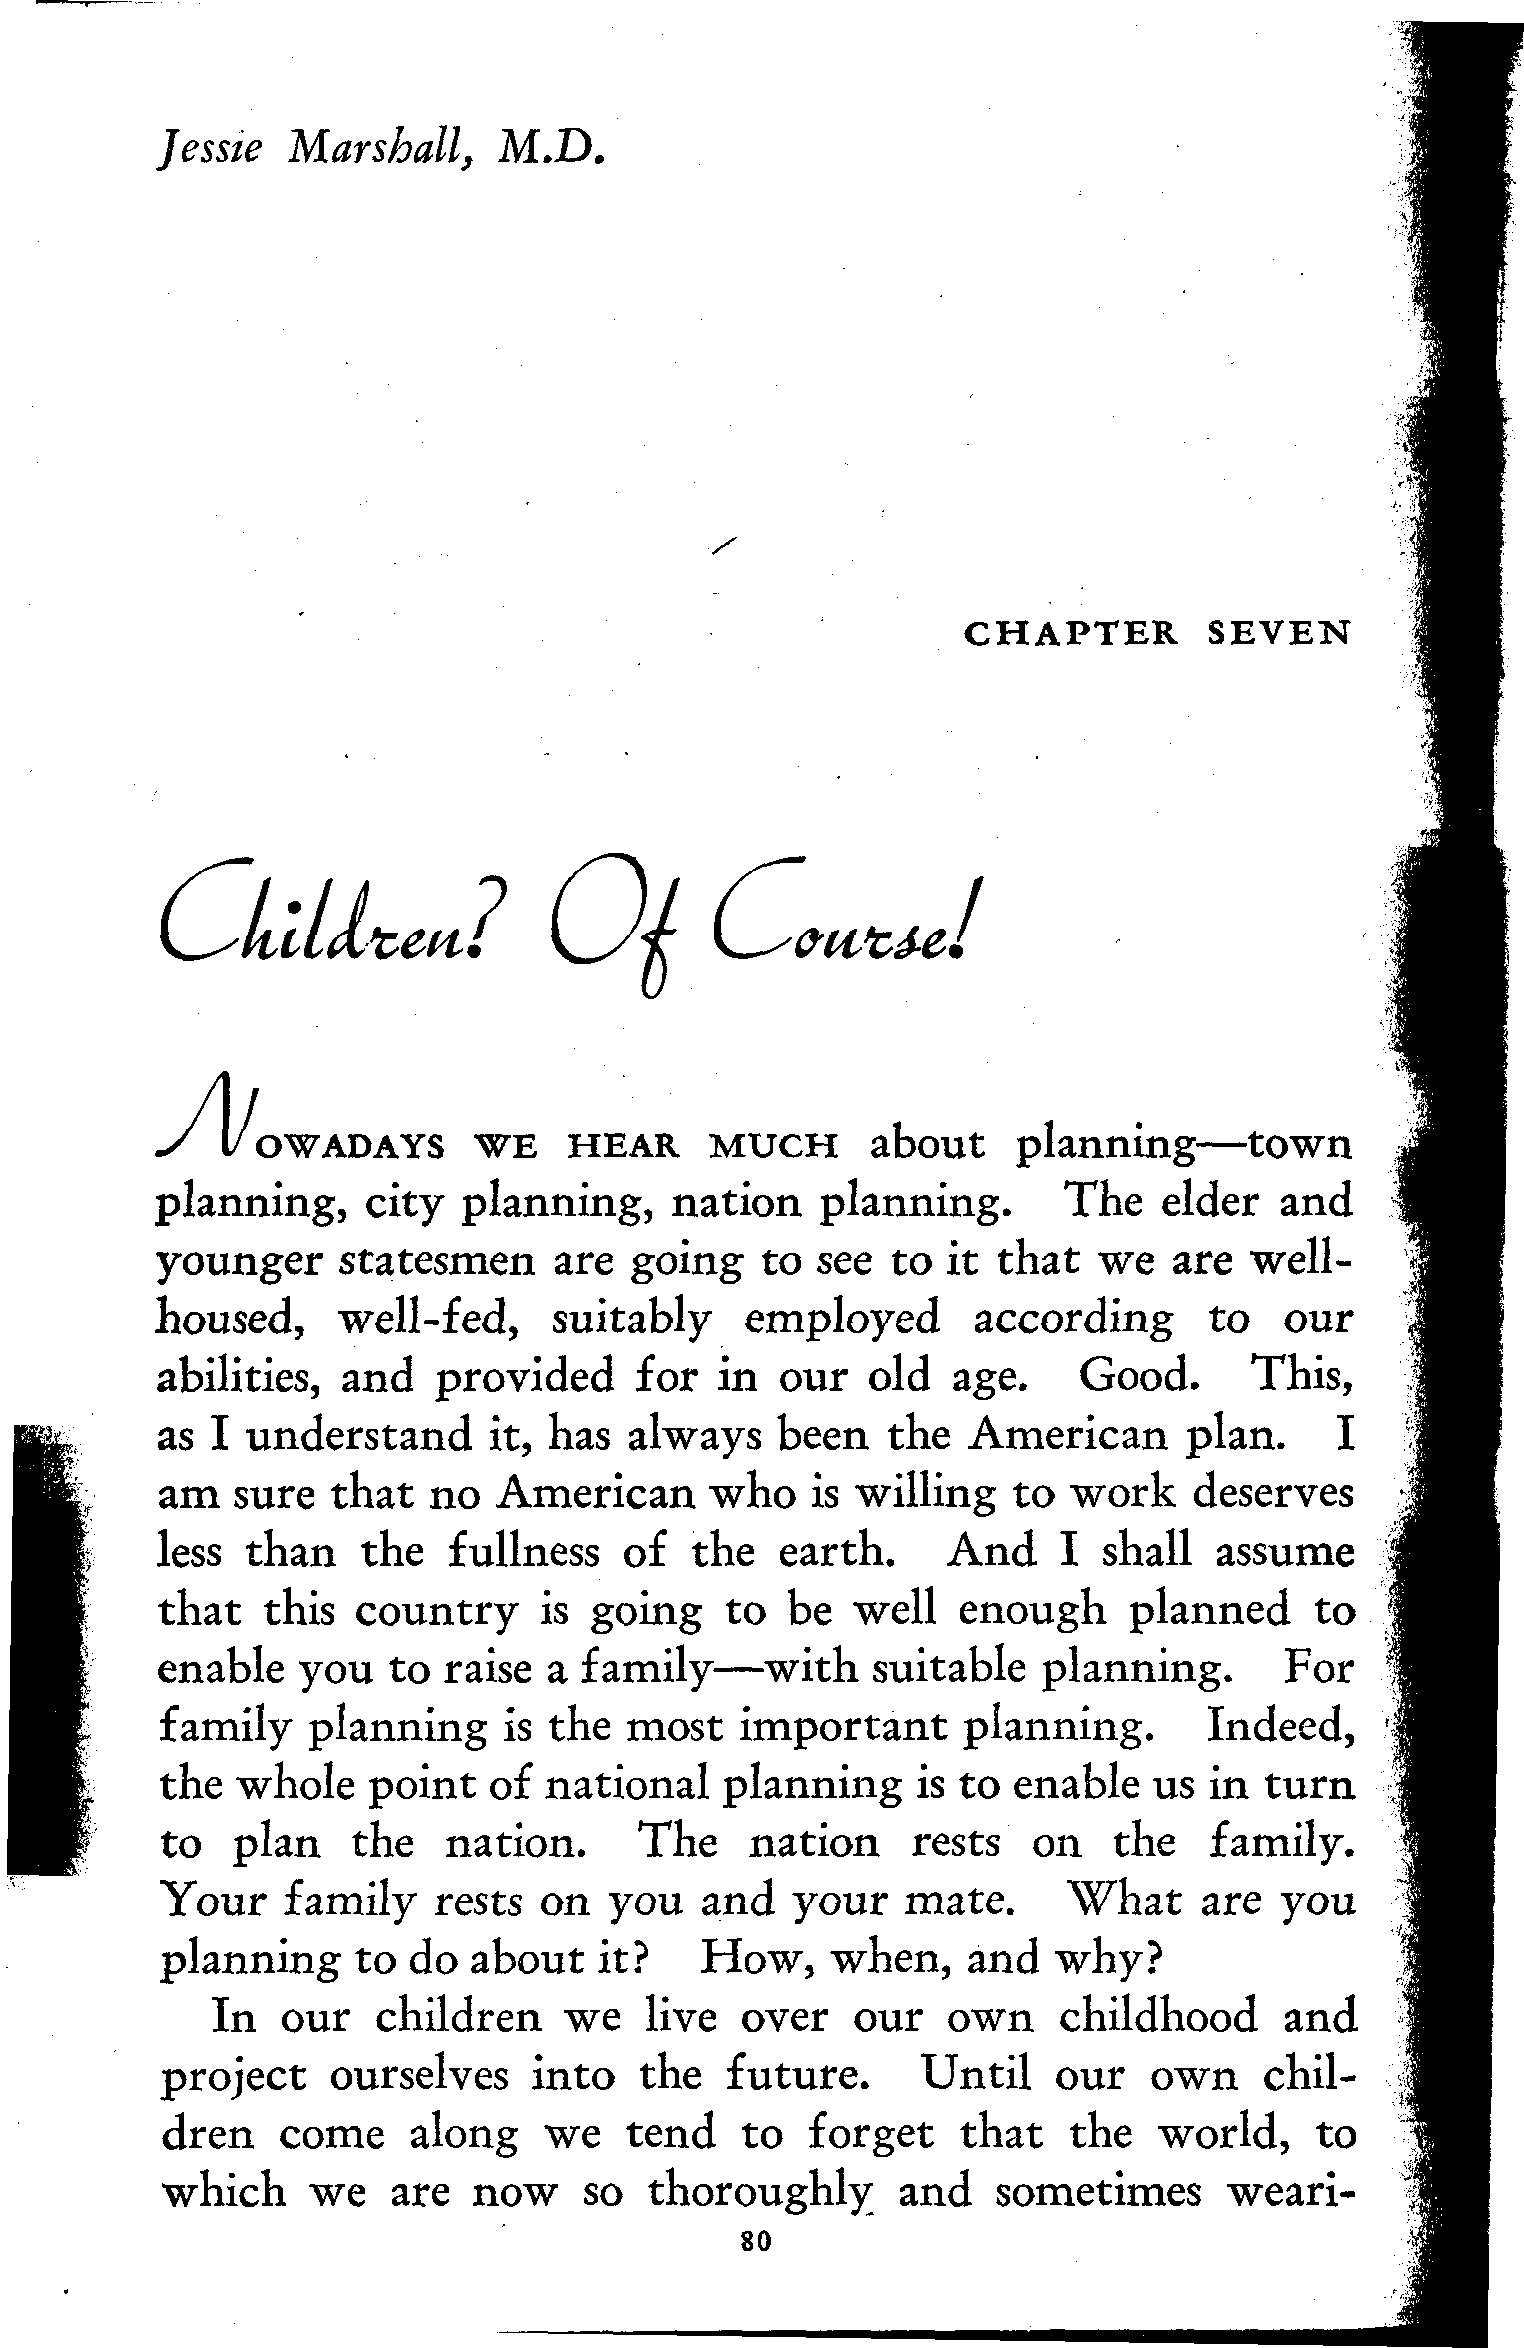 Jessie Marshall, M.D.
CHAPTER SEVEN
Children? Of Course!
NOWADAYS WE HEAR MUCH about planning—town
planning, city planning, nation planning. The elder and
younger statesmen are going to see to it that we are well-
housed, well-fed, suitably employed according to our
abilities, and provided for in our old age. Good. This,
as I understand it, has always been the American plan. I
am sure that no American who is willing to work deserves
less than the fullness of the earth. And I shall assume
that this country is going to be well enough planned to
enable you to raise a family—with suitable planning. For
family planning is the most important planning. Indeed,
the whole point of national planning is to enable us in turn
to plan the nation. The nation rests on the family.
Your family rests on you and your mate. What are you
planning to do about it? How, when, and why?
In our children we live over our own childhood and
project ourselves into the future. Until our own chil-
dren come along we tend to forget that the world, to
which we are now so thoroughly and sometimes weari-
80